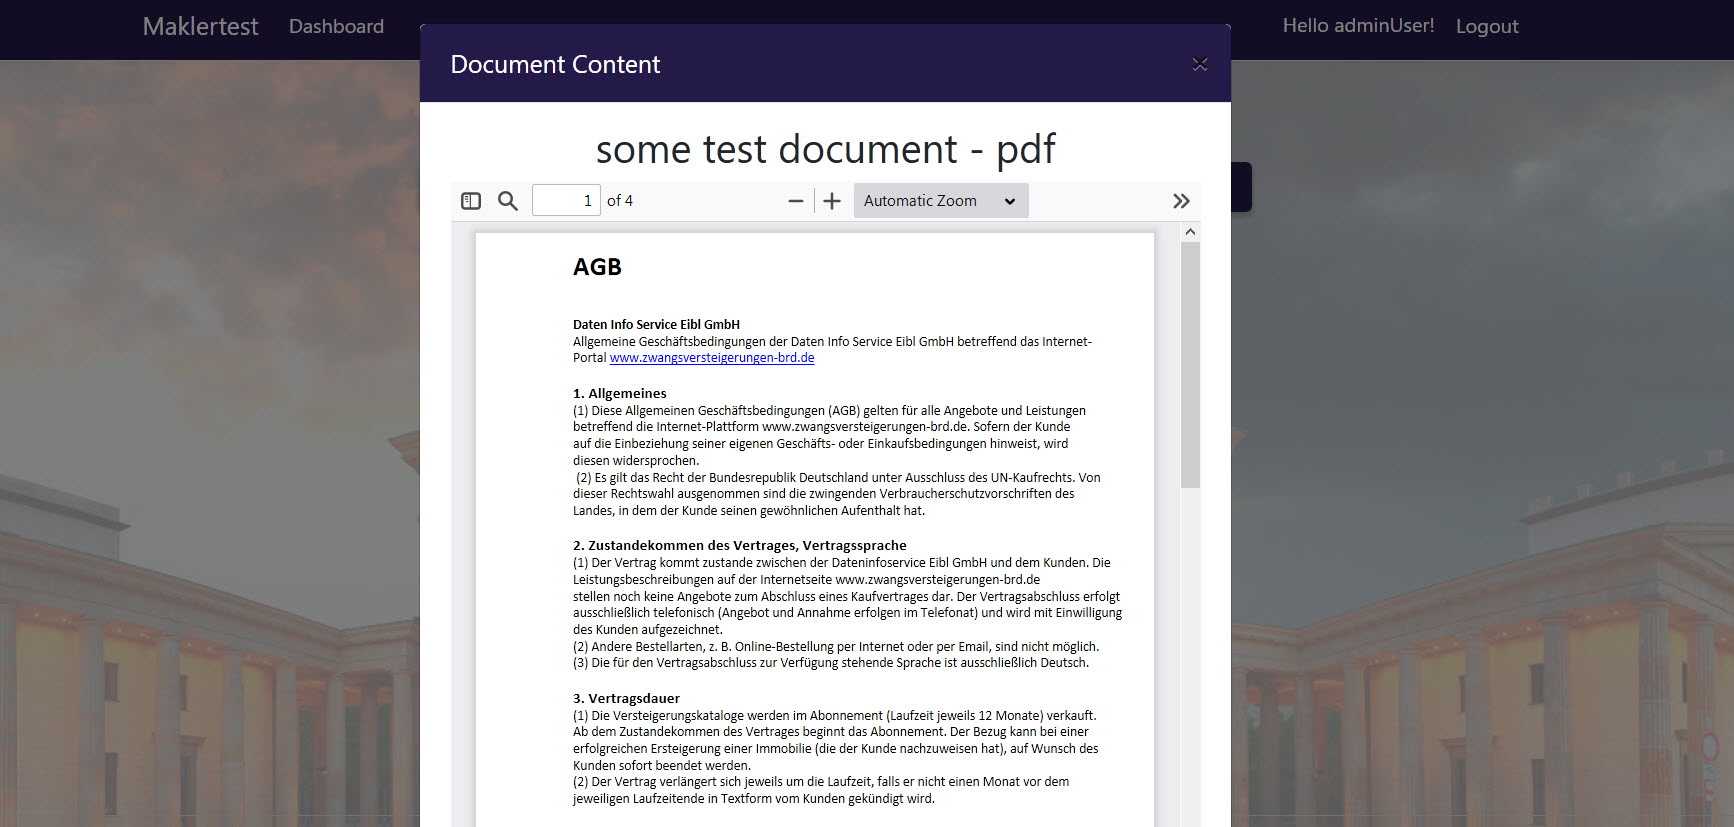 Maklertest Dashboard Hello adminUser! Logout
Document Content
some test document - pdf
1 of 4 Automatic Zoom
AGB
Daten Info Service Eibl GmbH
Allgemeine Geschäftsbedingungen der Daten Info Service Eibl GmbH betreffend das Internet-
Portal www.zwangsversteigerungen-brd.de
1. Allgemeines
(1) Diese Allgemeinen Geschäftsbedingungen (AGB) gelten für alle Angebote und Leistungen
betreffend die Internet-Plattform www.zwangsversteigerungen-brd.de. Sofern der Kunde
auf die Einbeziehung seiner eigenen Geschäfts- oder Einkaufsbedingungen hinweist, wird
diesen widersprochen.
(2) Es gilt das Recht der Bundesrepublik Deutschland unter Ausschluss des UN-Kaufrechts. Von
dieser Rechtswahl ausgenommen sind die zwingenden Verbraucherschutzvorschriften des
Landes, in dem der Kunde seinen gewöhnlichen Aufenthalt hat.
2. Zustandekommen des Vertrages, Vertragssprache
(1) Der Vertrag kommt zustande zwischen der Dateninfoservice Eibl GmbH und dem Kunden. Die
Leistungsbeschreibungen auf der Internetseite www.zwangsversteigerungen-brd.de
stellen noch keine Angebote zum Abschluss eines Kaufvertrages dar. Der Vertragsabschluss erfolgt
ausschließlich telefonisch (Angebot und Annahme erfolgen im Telefonat) und wird mit Einwilligung
des Kunden aufgezeichnet.
(2) Andere Bestellarten, z. B. Online-Bestellung per Internet oder per Email, sind nicht möglich.
(3) Die für den Vertragsabschluss zur Verfügung stehende Sprache ist ausschließlich Deutsch.
3. Vertragsdauer
(1) Die Versteigerungskataloge werden im Abonnement (Laufzeit jeweils 12 Monate) verkauft.
Ab dem Zustandekommen des Vertrages beginnt das Abonnement. Der Bezug kann bei einer
erfolgreichen Ersteigerung einer Immobilie (die der Kunde nachzuweisen hat), auf Wunsch des
Kunden sofort beendet werden.
(2) Der Vertrag verlängert sich jeweils um die Laufzeit, falls er nicht einen Monat vor dem
jeweiligen Laufzeitende in Textform vom Kunden gekündigt wird.